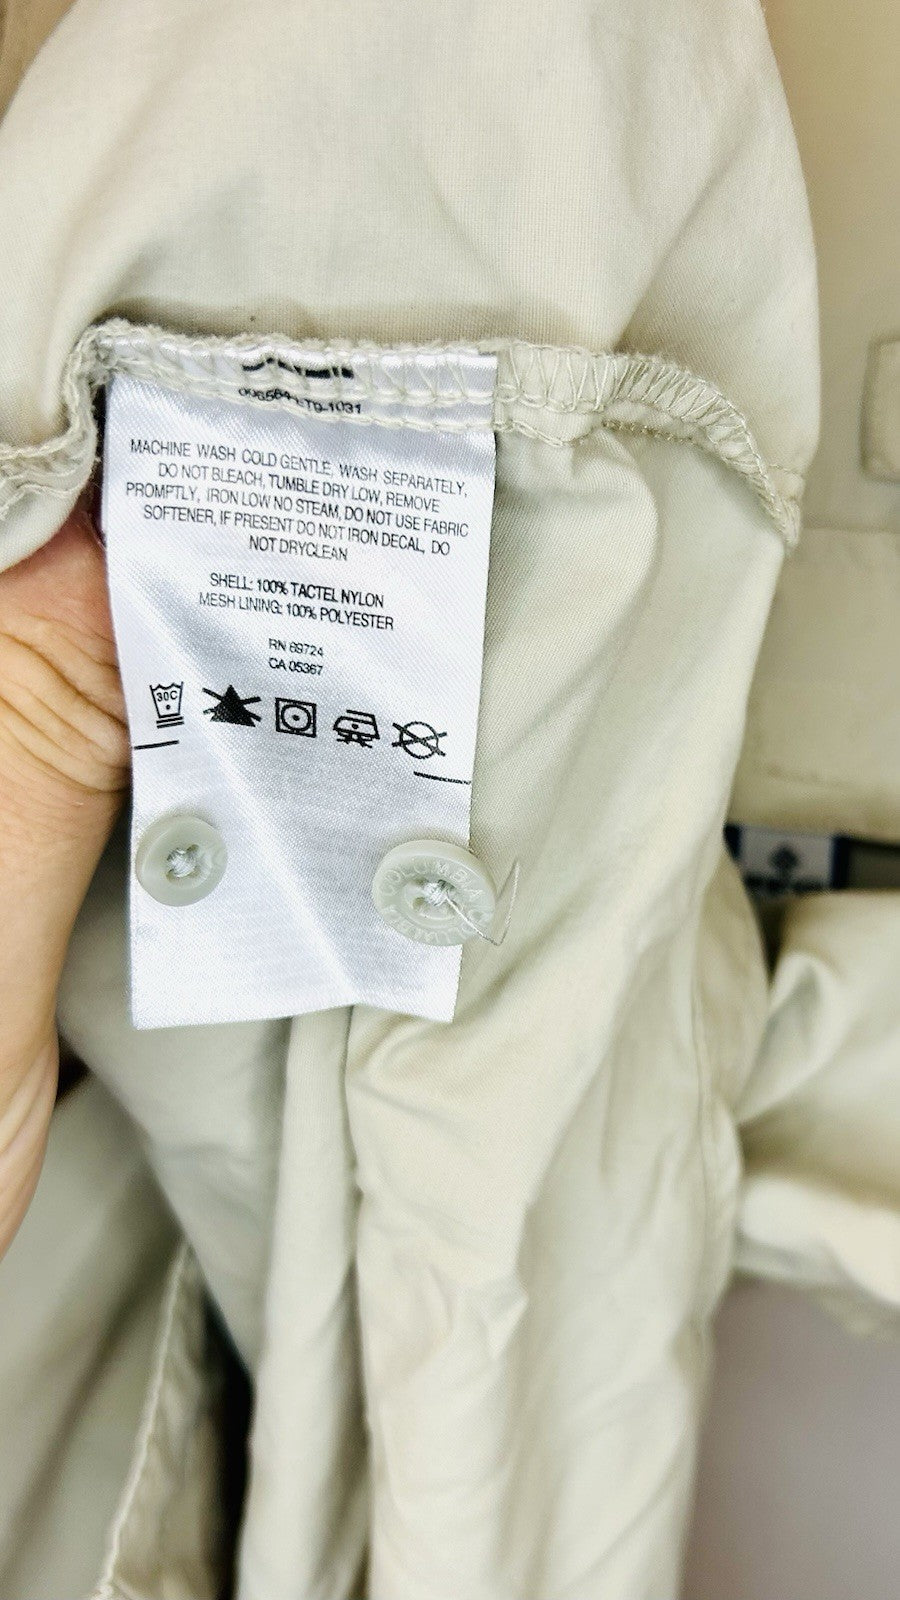 MACHINE WASH COLD GENTLE, WASH SEPARATELY,
DO NOT BLEACH, TUMBLE DRY LOW, REMOVE
PROMPTLY, IRON LOW NO STEAM, DO NOT USE FABRIC
SOFTENER, IF PRESENT DO NOT IRON DECAL, DO
NOT DRYCLEAN
SHELL: 100% TACTEL NYLON
MESH LINING: 100% POLYESTER
RN 69724
CA 05367
30C
COLUMBIA